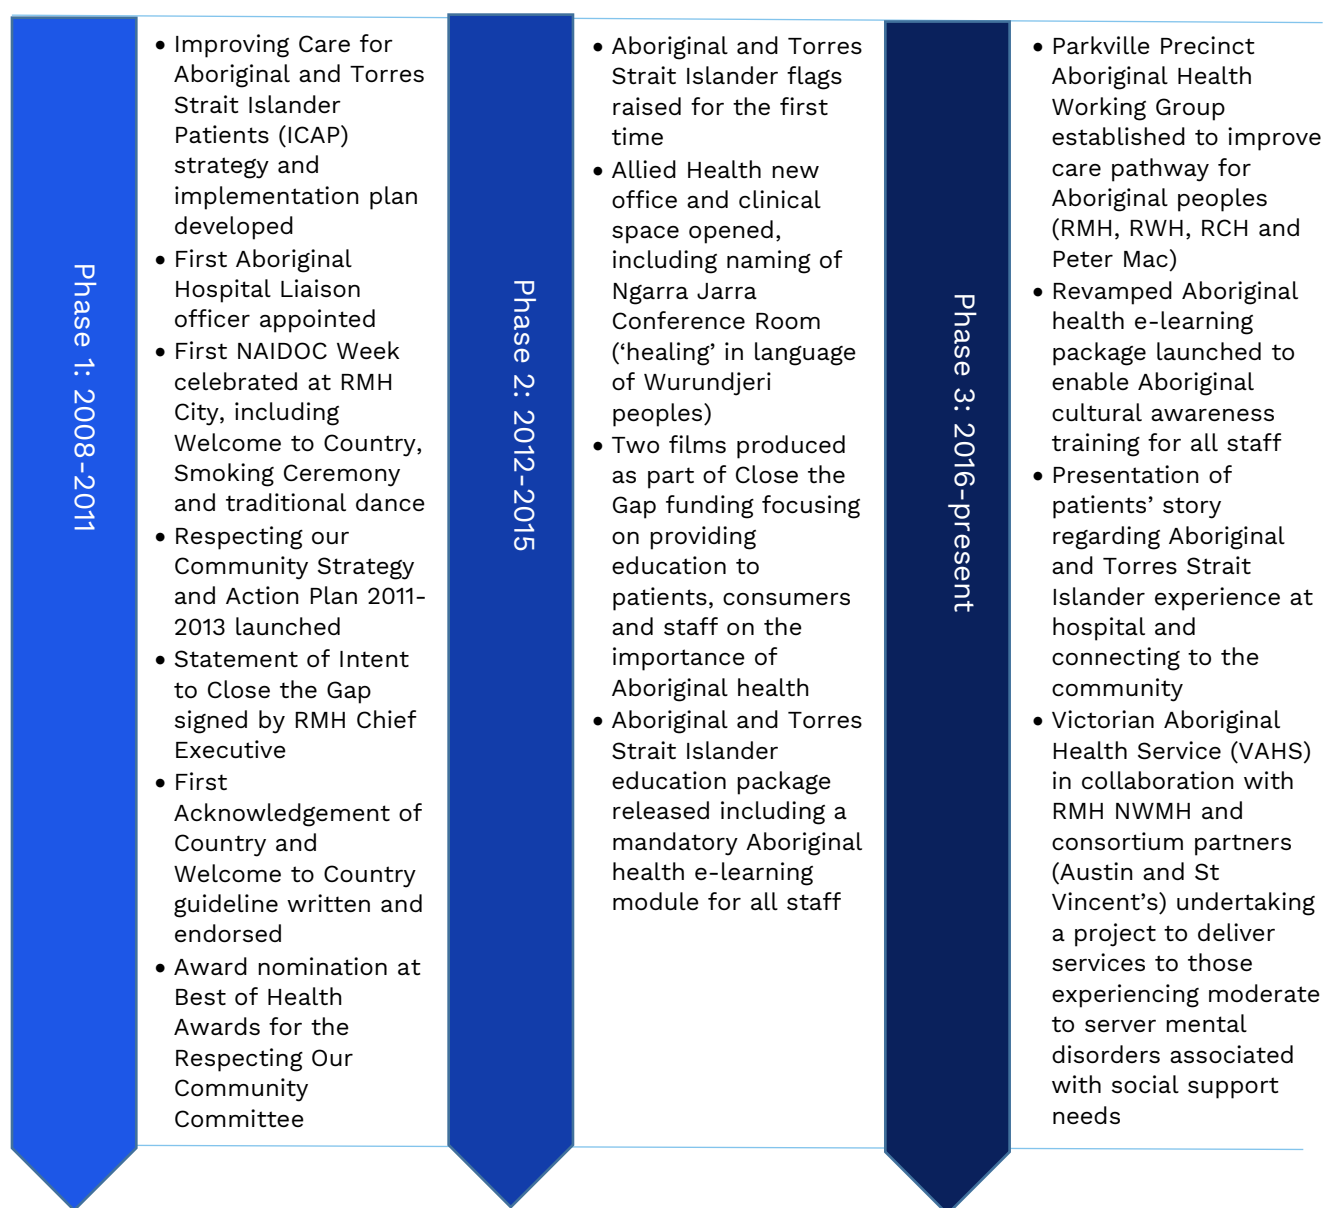 Phase 1: 2008-2011
• Improving Care for
Aboriginal and Torres
Strait Islander
Patients (ICAP)
strategy and
implementation plan
developed
• First Aboriginal
Hospital Liaison
officer appointed
• First NAIDOC Week
celebrated at RMH
City, including
Welcome to Country,
Smoking Ceremony
and traditional dance
• Respecting our
Community Strategy
and Action Plan 2011-
2013 launched
• Statement of Intent
to Close the Gap
signed by RMH Chief
Executive
• First
Acknowledgement of
Country and
Welcome to Country
guideline written and
endorsed
• Award nomination at
Best of Health
Awards for the
Respecting Our
Community
Committee
Phase 2: 2012-2015
• Aboriginal and Torres
Strait Islander flags
raised for the first
time
• Allied Health new
office and clinical
space opened,
including naming of
Ngarra Jarra
Conference Room
(‘healing’ in language
of Wurundjeri
peoples)
• Two films produced
as part of Close the
Gap funding focusing
on providing
education to
patients, consumers
and staff on the
importance of
Aboriginal health
• Aboriginal and Torres
Strait Islander
education package
released including a
mandatory Aboriginal
health e-learning
module for all staff
Phase 3: 2016-present
• Parkville Precinct
Aboriginal Health
Working Group
established to improve
care pathway for
Aboriginal peoples
(RMH, RWH, RCH and
Peter Mac)
• Revamped Aboriginal
health e-learning
package launched to
enable Aboriginal
cultural awareness
training for all staff
• Presentation of
patients’ story
regarding Aboriginal
and Torres Strait
Islander experience at
hospital and
connecting to the
community
• Victorian Aboriginal
Health Service (VAHS)
in collaboration with
RMH NWMH and
consortium partners
(Austin and St
Vincent’s) undertaking
a project to deliver
services to those
experiencing moderate
to server mental
disorders associated
with social support
needs